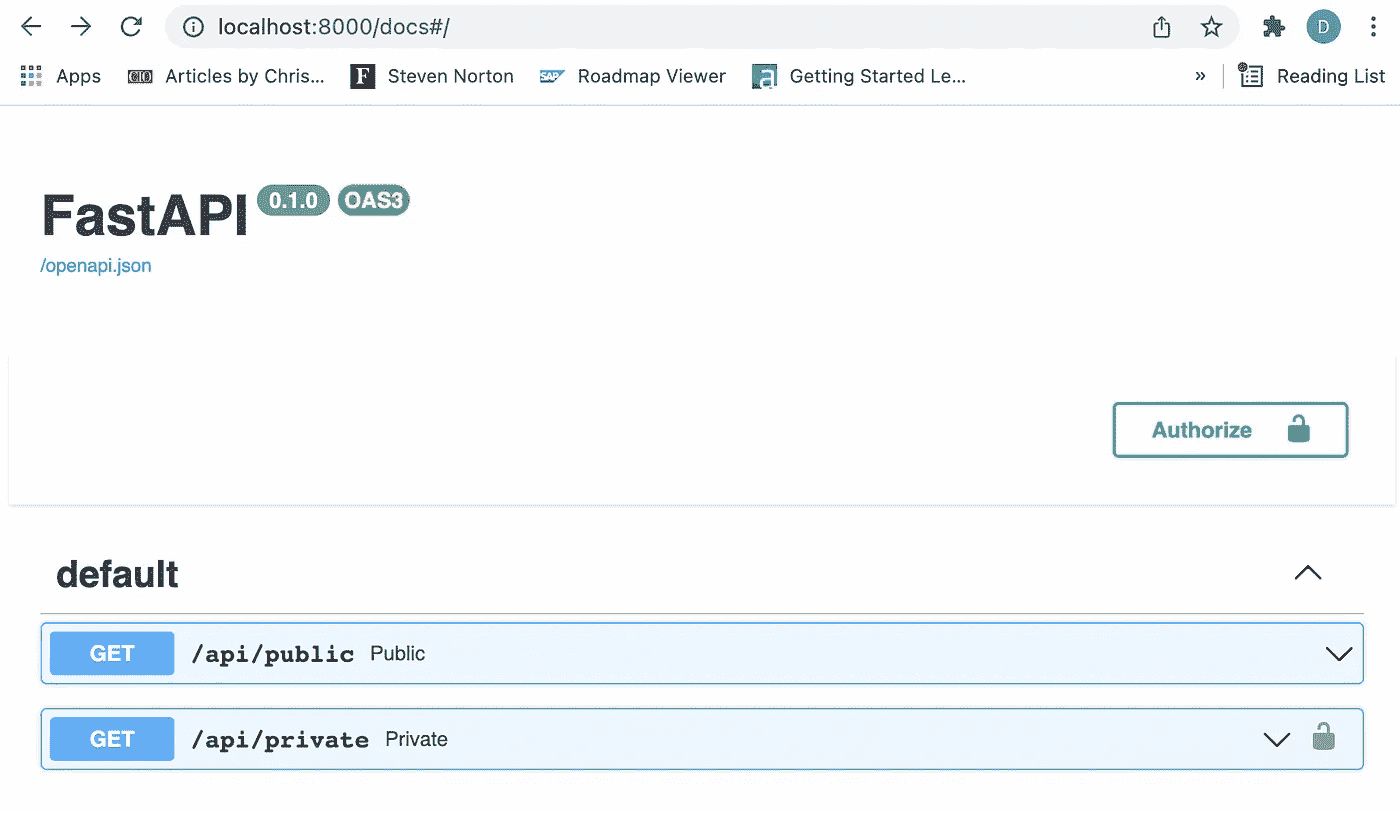 localhost:8000/docs#/
D
Apps Articles by Chris... F Steven Norton SAP Roadmap Viewer a Getting Started Le... » Reading List
FastAPI 0.1.0 OAS3
/openapi.json
Authorize
default
GET /api/public Public
GET /api/private Private